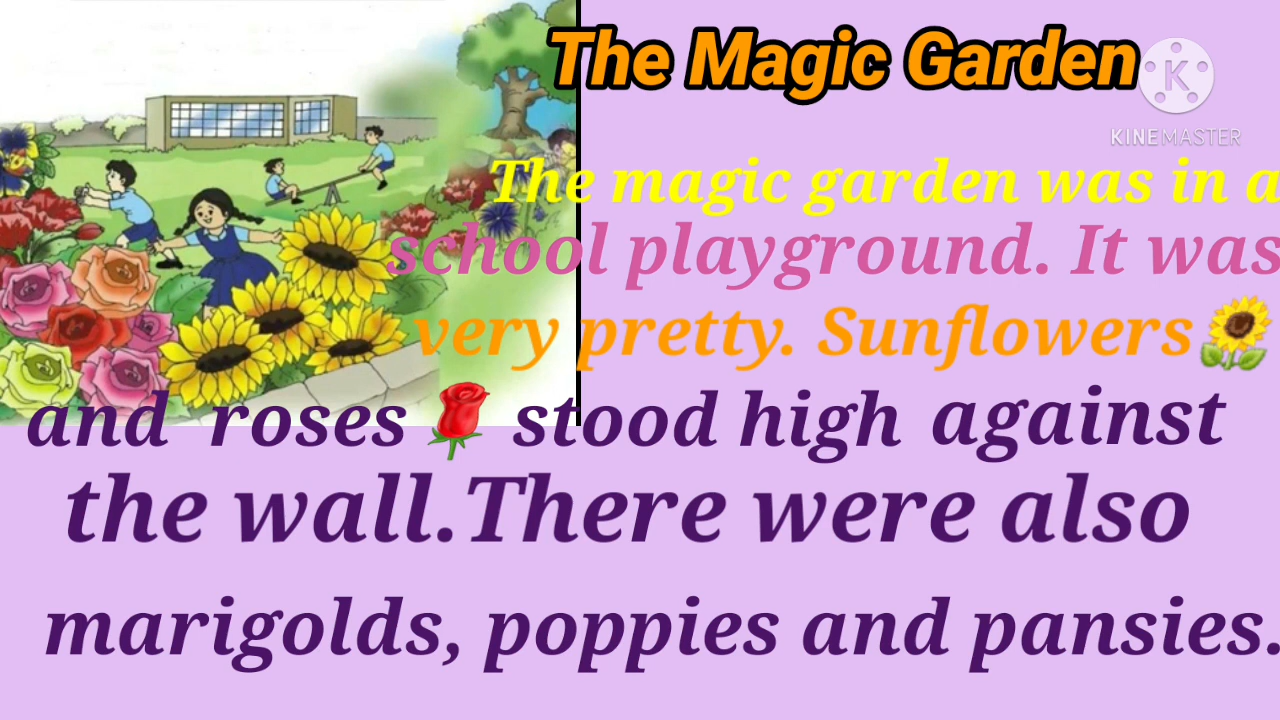 The Magic Garden
KINEMASTER
The magic garden was in a
school playground. It was
very pretty. Sunflowers🌻
and roses🌹 stood high against
the wall.There were also
marigolds, poppies and pansies.